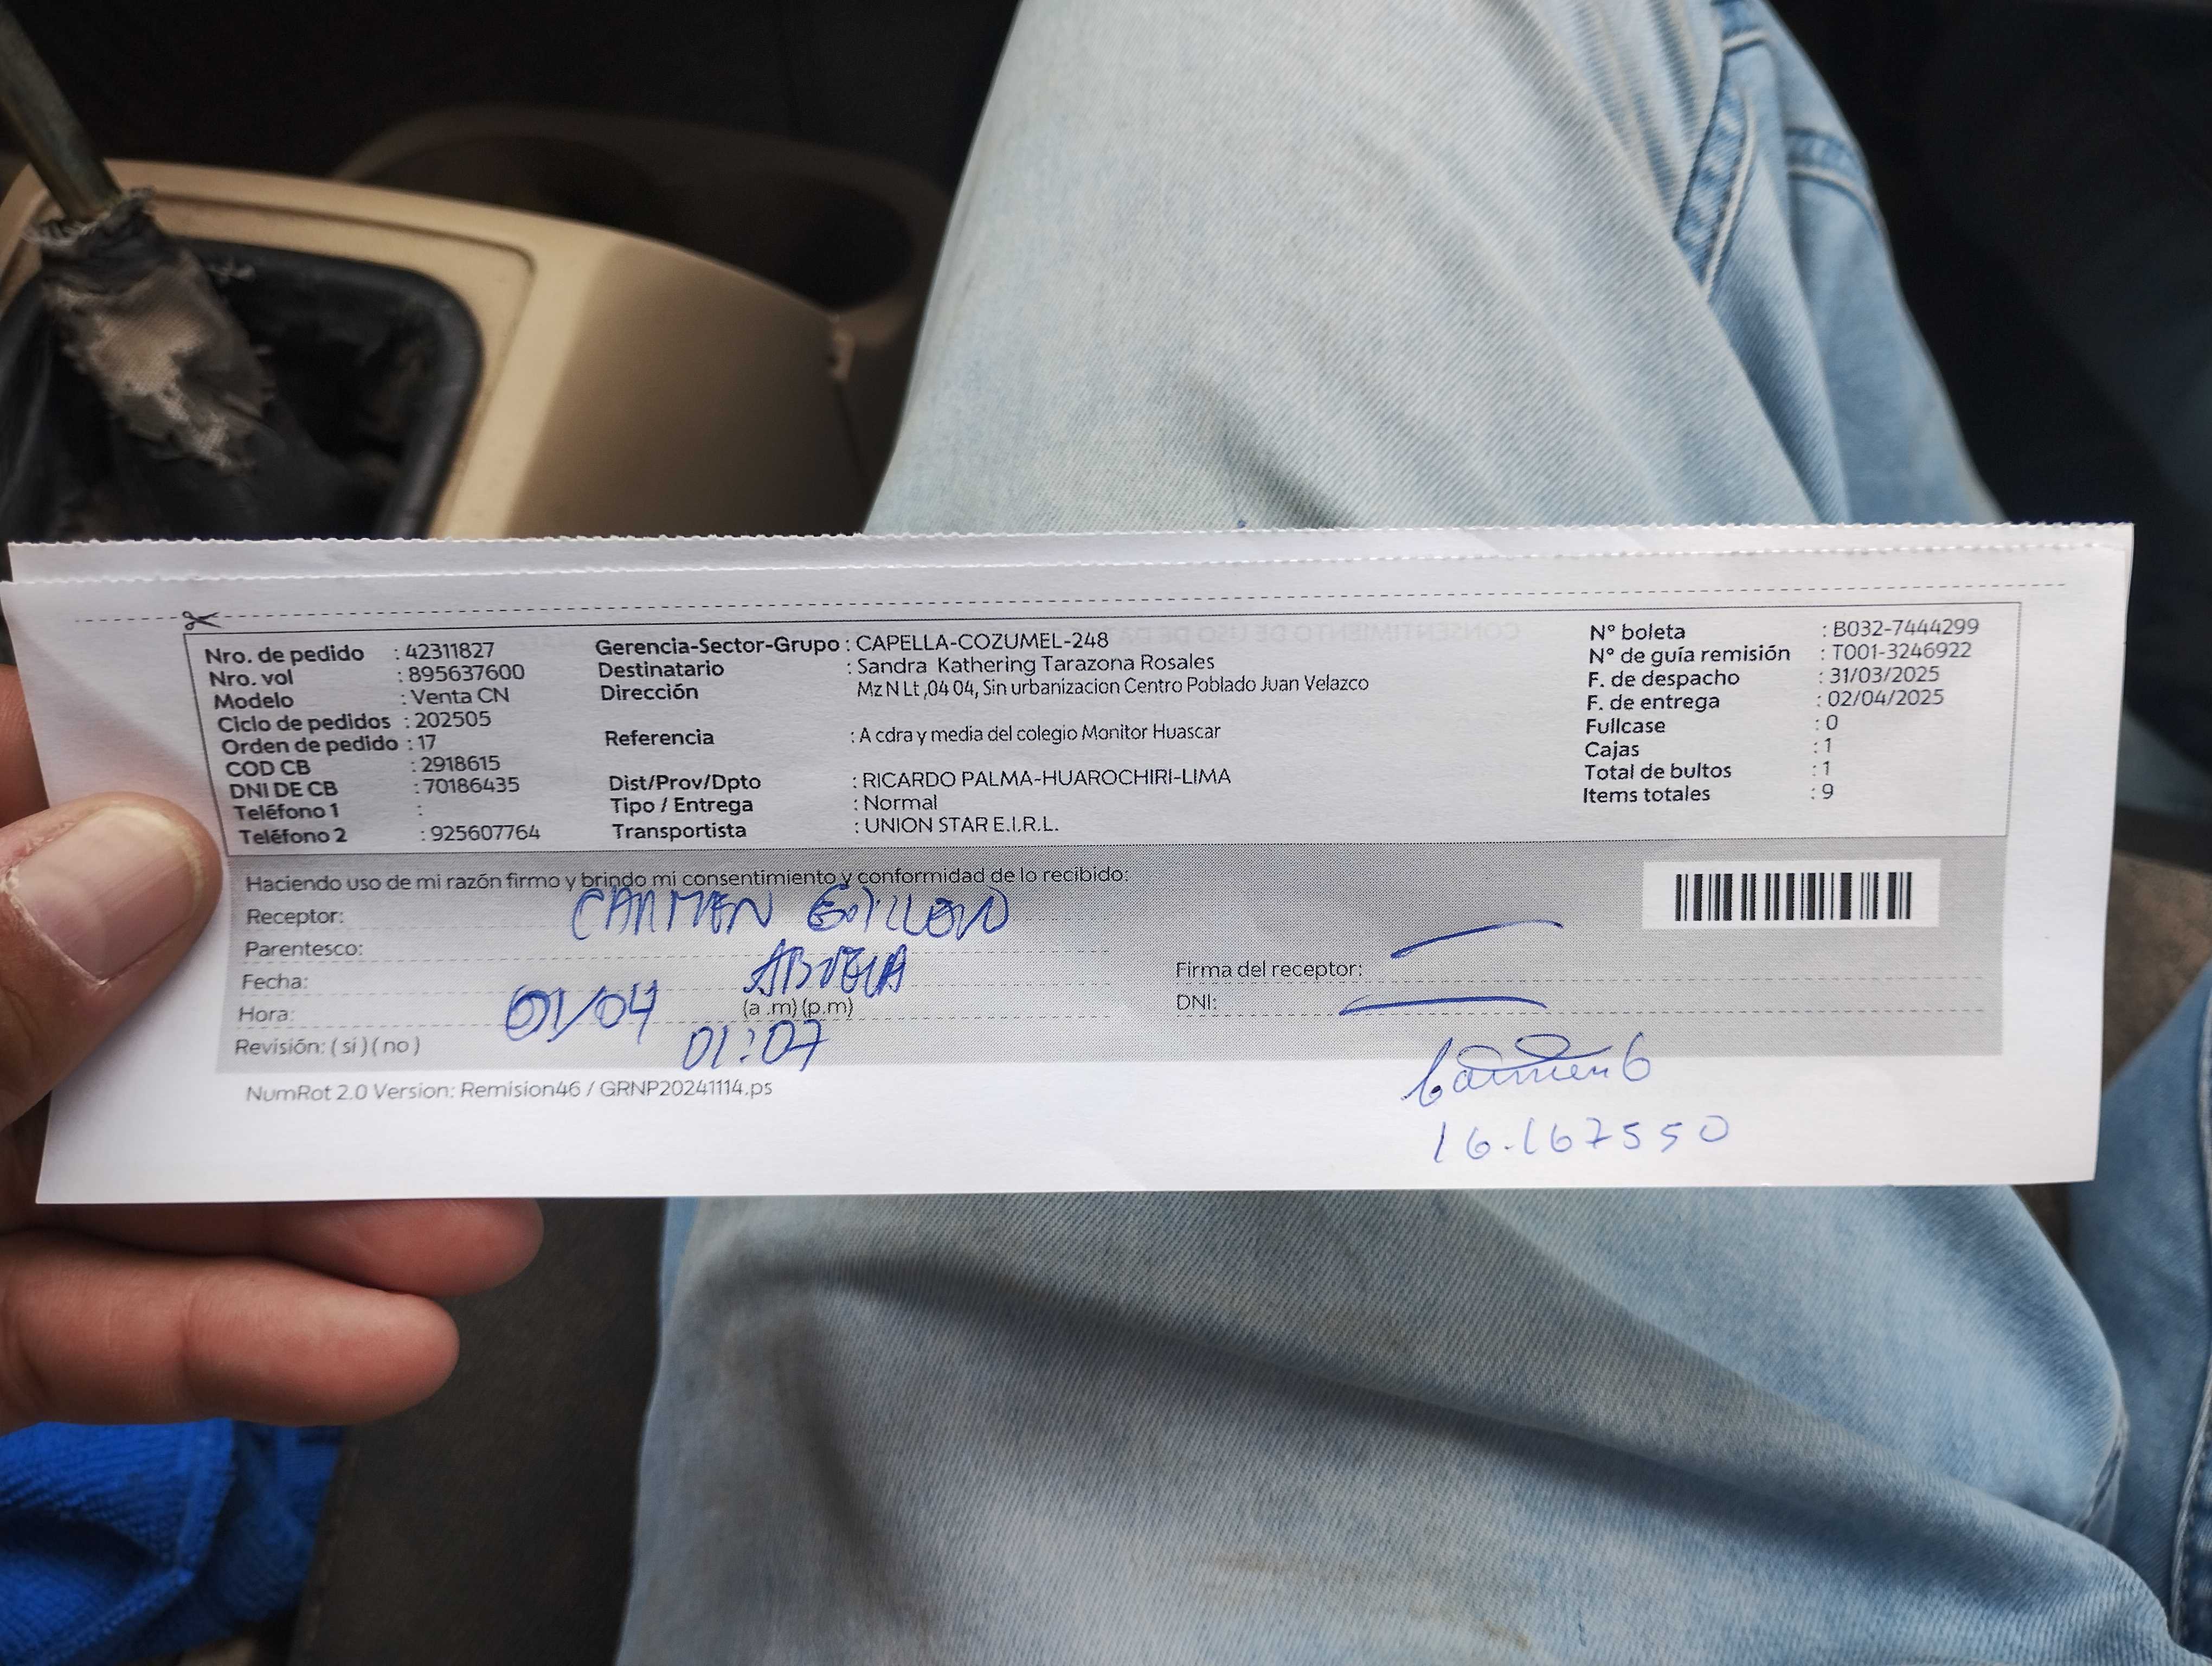 Nro. de pedido : 42311827
Nro. vol : 895637600
Modelo : Venta CN
Ciclo de pedidos : 202505
Orden de pedido : 17
COD CB : 2918615
DNI DE CB : 70186435
Teléfono 1 :
Teléfono 2 : 925607764
Gerencia-Sector-Grupo : CAPELLA-COZUMEL-248
Destinatario : Sandra Kathering Tarazona Rosales
Dirección Mz N Lt ,04 04, Sin urbanizacion Centro Poblado Juan Velazco
Referencia : A cdra y media del colegio Monitor Huascar
Dist/Prov/Dpto : RICARDO PALMA-HUAROCHIRI-LIMA
Tipo / Entrega : Normal
Transportista : UNION STAR E.I.R.L.
N° boleta : B032-7444299
N° de guía remisión : T001-3246922
F. de despacho : 31/03/2025
F. de entrega : 02/04/2025
Fullcase : 0
Cajas : 1
Total de bultos : 1
Items totales : 9
Haciendo uso de mi razón firmo y brindo mi consentimiento y conformidad de lo recibido:
Receptor: CARMEN
Parentesco: ABUELA
Fecha: 01/04
Hora: (a .m) (p.m) 01:07
Revisión: ( sí ) ( no )
Firma del receptor:
DNI:
Carmen G
16.167550
NumRot 2.0 Version: Remision46 / GRNP20241114.ps